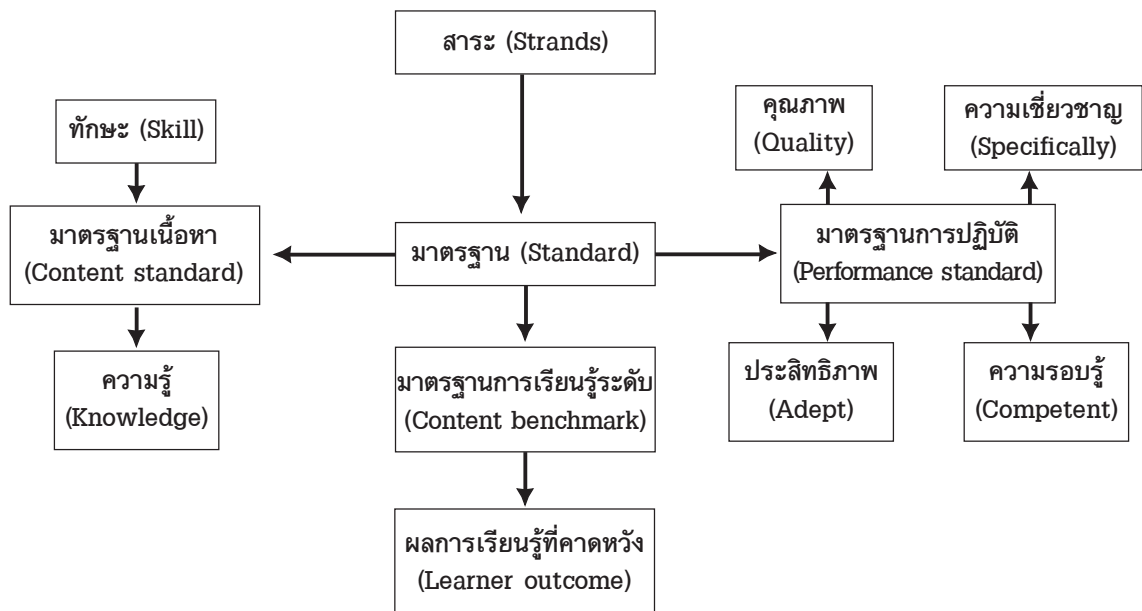 สาระ (Strands)
ทักษะ (Skill)
คุณภาพ
(Quality)
ความเชี่ยวชาญ
(Specifically)
มาตรฐานเนื้อหา
(Content standard)
มาตรฐาน (Standard)
มาตรฐานการปฏิบัติ
(Performance standard)
ความรู้
(Knowledge)
มาตรฐานการเรียนรู้ระดับ
(Content benchmark)
ประสิทธิภาพ
(Adept)
ความรอบรู้
(Competent)
ผลการเรียนรู้ที่คาดหวัง
(Learner outcome)